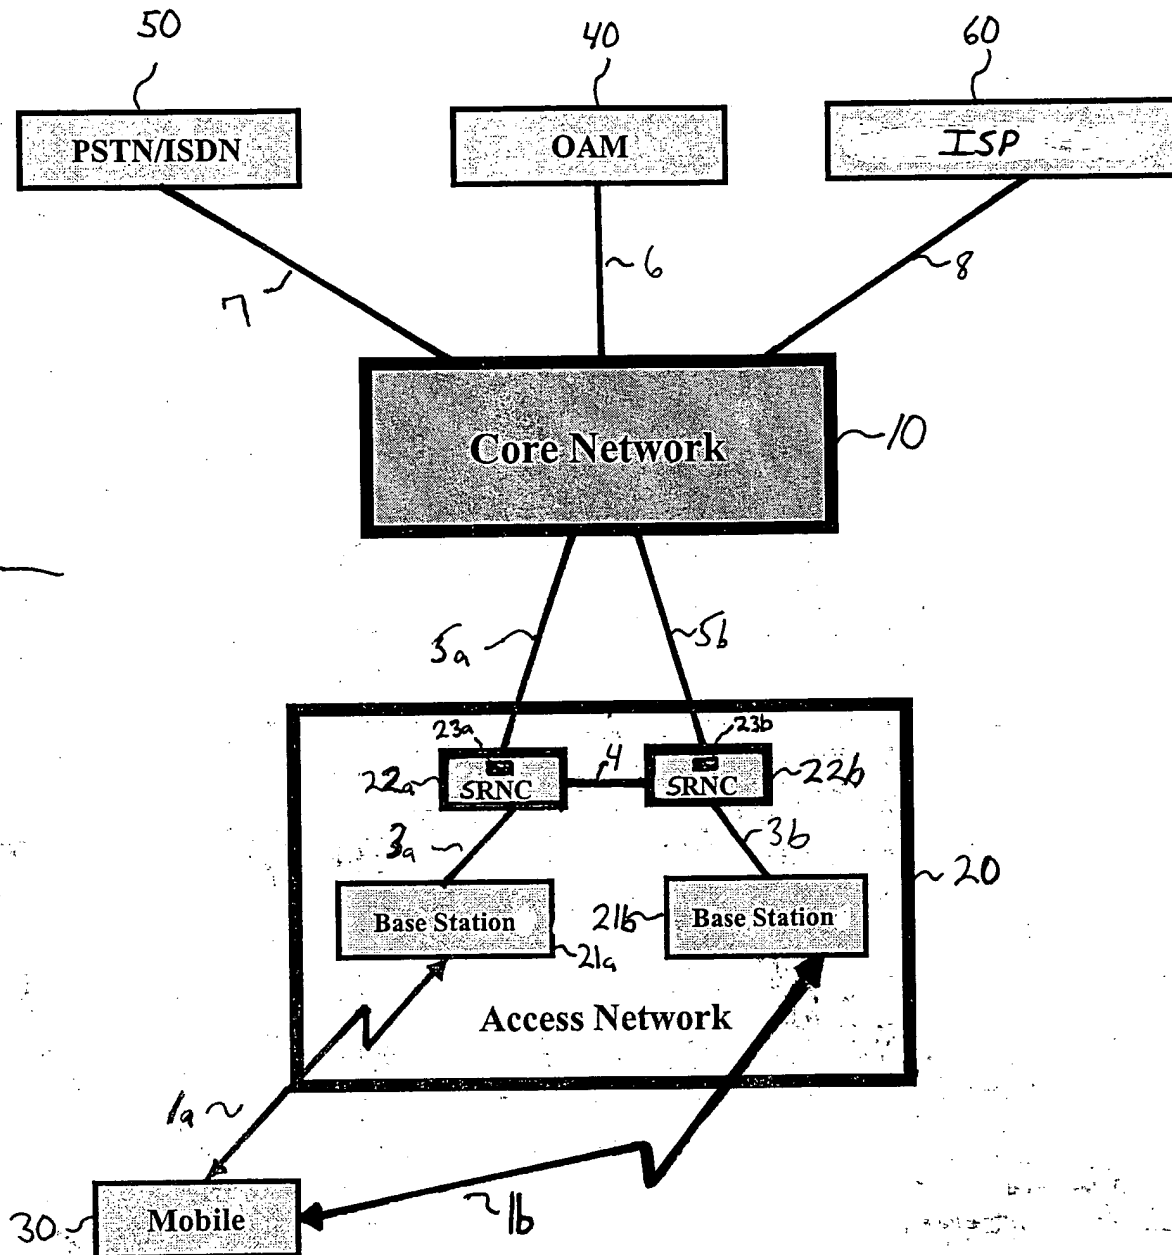 50
40
60
PSTN/ISDN
OAM
ISP
7
6
8
Core Network
10
5a
5b
23a
23b
22a
SRNC
4
SRNC
22b
3a
3b
20
Base Station
21a
21b
Base Station
Access Network
1a
1b
30
Mobile